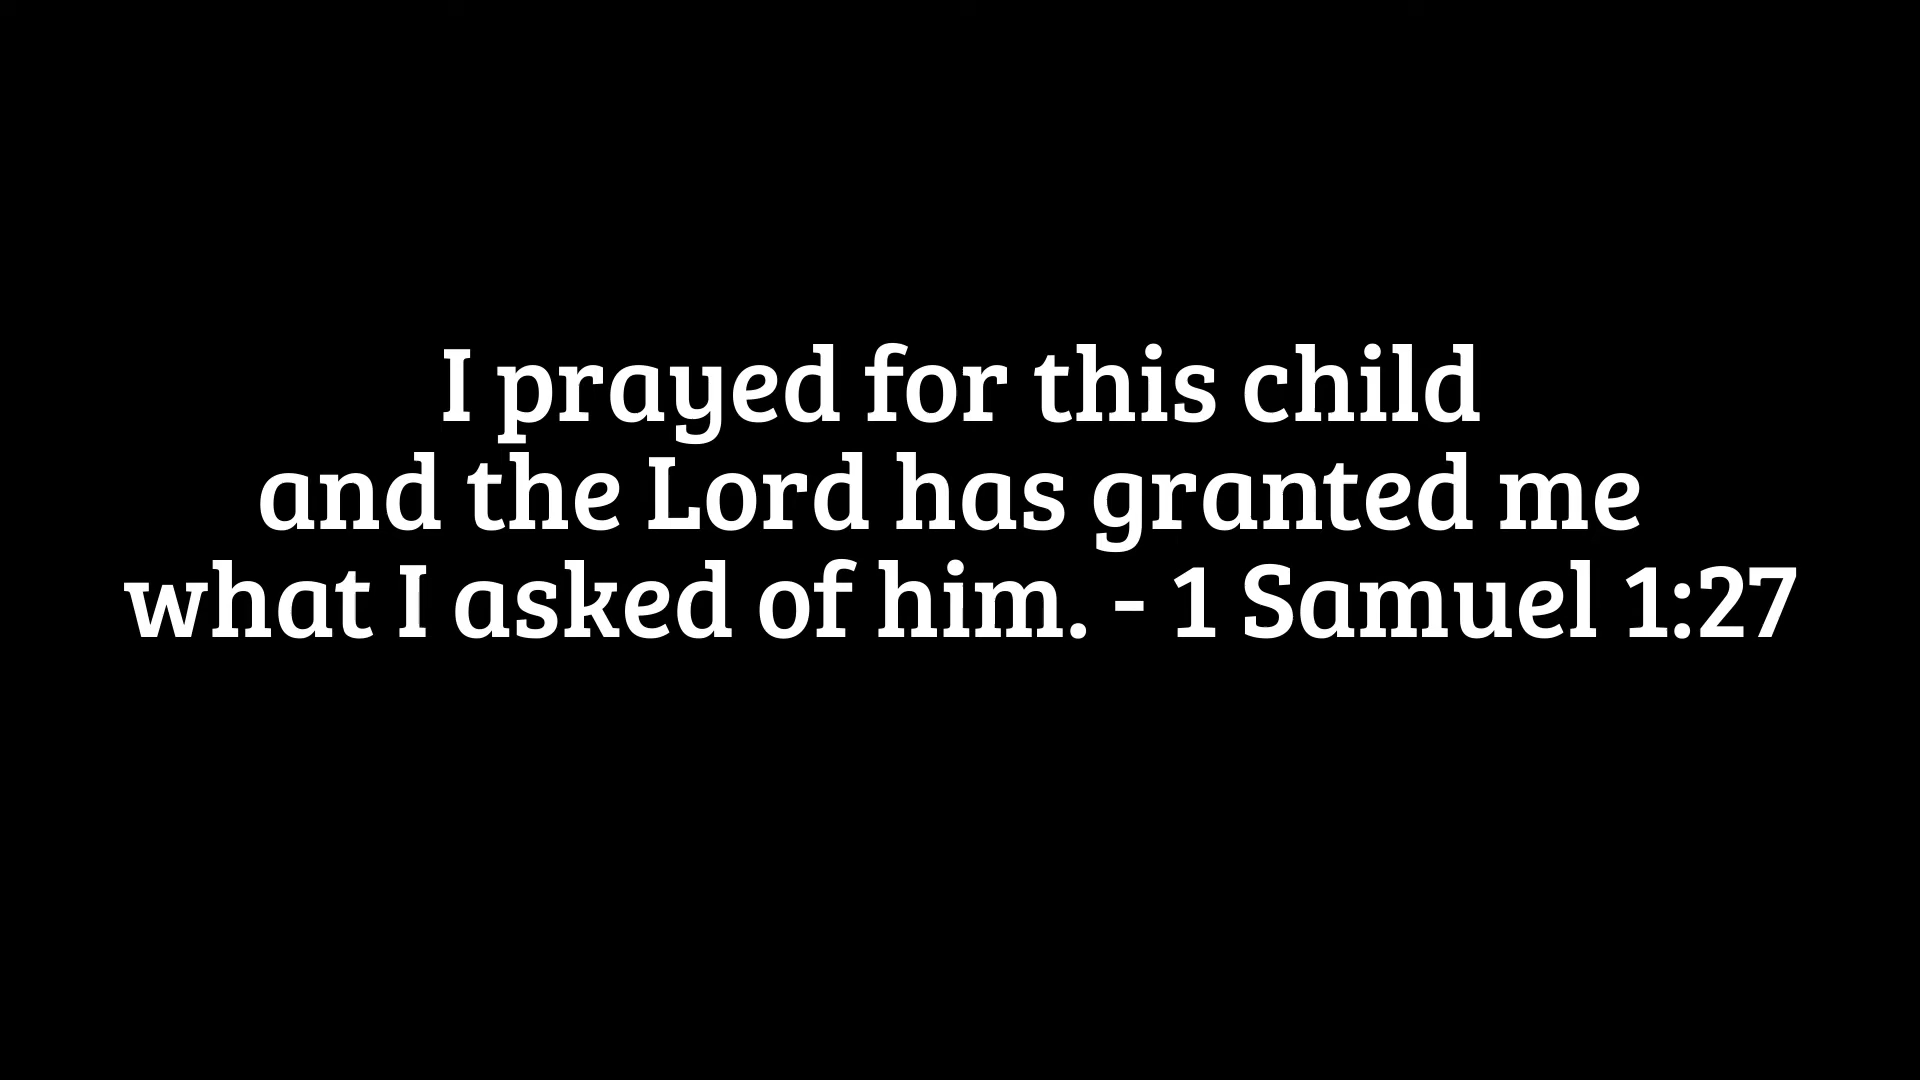 I prayed for this child
and the Lord has granted me
what I asked of him. - 1 Samuel 1:27